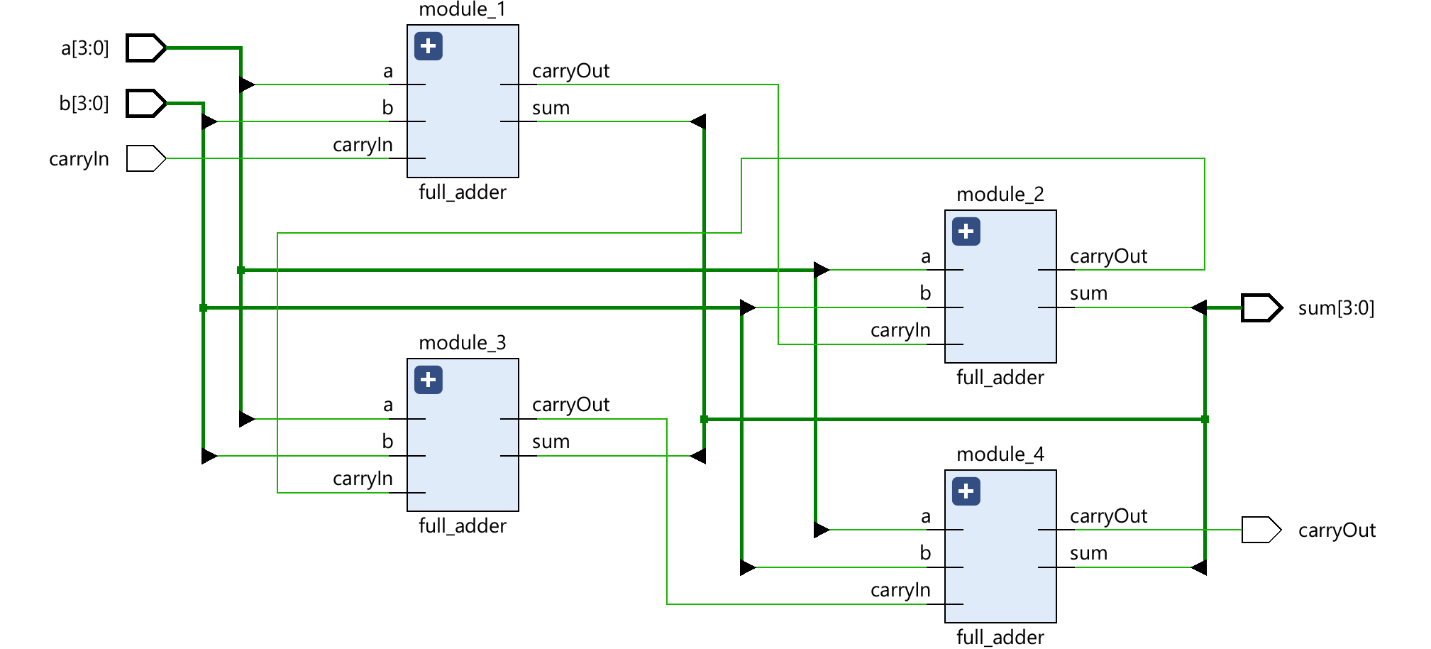 module_1
a[3:0]
a
carryOut
b[3:0]
b
sum
carryIn
carryIn
full_adder
module_2
a
carryOut
b
sum
sum[3:0]
carryIn
full_adder
module_3
a
carryOut
b
sum
carryIn
full_adder
module_4
a
carryOut
carryOut
b
sum
carryIn
full_adder